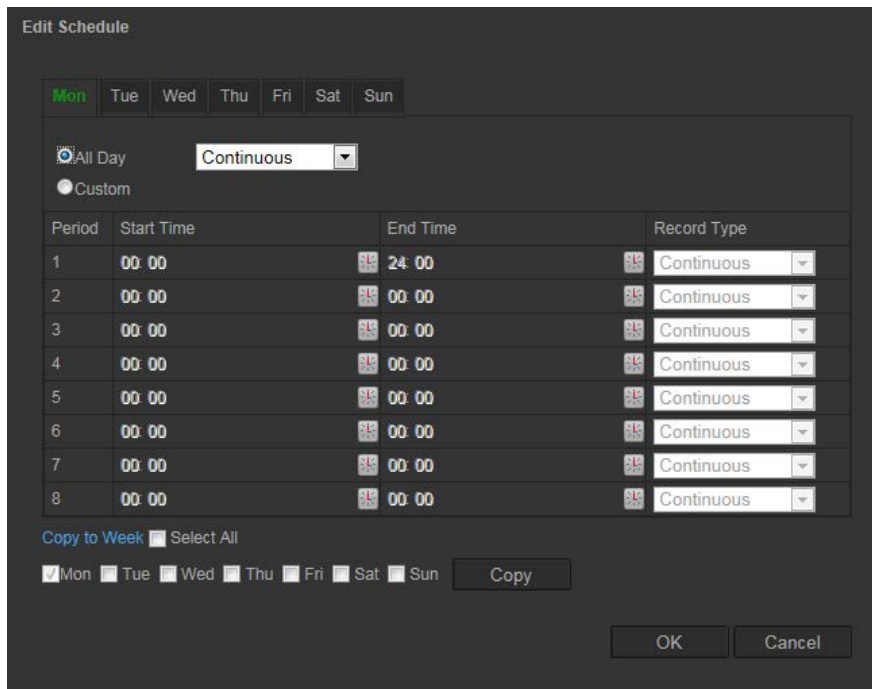 Edit Schedule
Mon Tue Wed Thu Fri Sat Sun
All Day Continuous
Custom
Period Start Time End Time Record Type
1 00: 00 24: 00 Continuous
2 00: 00 00: 00 Continuous
3 00: 00 00: 00 Continuous
4 00: 00 00: 00 Continuous
5 00: 00 00: 00 Continuous
6 00: 00 00: 00 Continuous
7 00: 00 00: 00 Continuous
8 00: 00 00: 00 Continuous
Copy to Week Select All
Mon Tue Wed Thu Fri Sat Sun Copy
OK Cancel